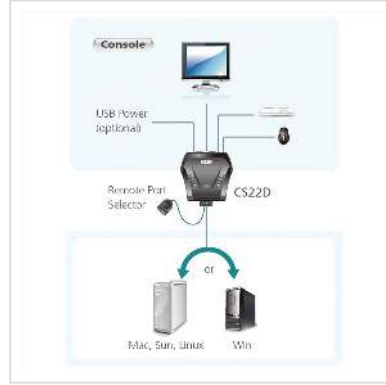 Console
USB Power
(optional)
Remote Port
Selector
CS22D
or
Mac, Sun, Linux
Win